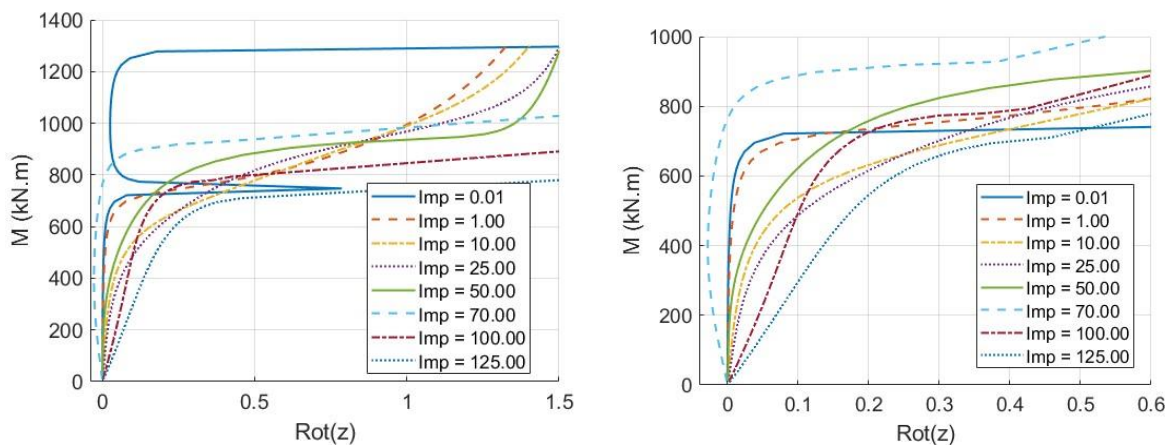 1400
1200
1000
800
600
400
200
0
M (kN.m)
0
0.5
1
1.5
Rot(z)
Imp = 0.01
Imp = 1.00
Imp = 10.00
Imp = 25.00
Imp = 50.00
Imp = 70.00
Imp = 100.00
Imp = 125.00
1000
800
600
400
200
0
M (kN.m)
0
0.1
0.2
0.3
0.4
0.5
0.6
Rot(z)
Imp = 0.01
Imp = 1.00
Imp = 10.00
Imp = 25.00
Imp = 50.00
Imp = 70.00
Imp = 100.00
Imp = 125.00